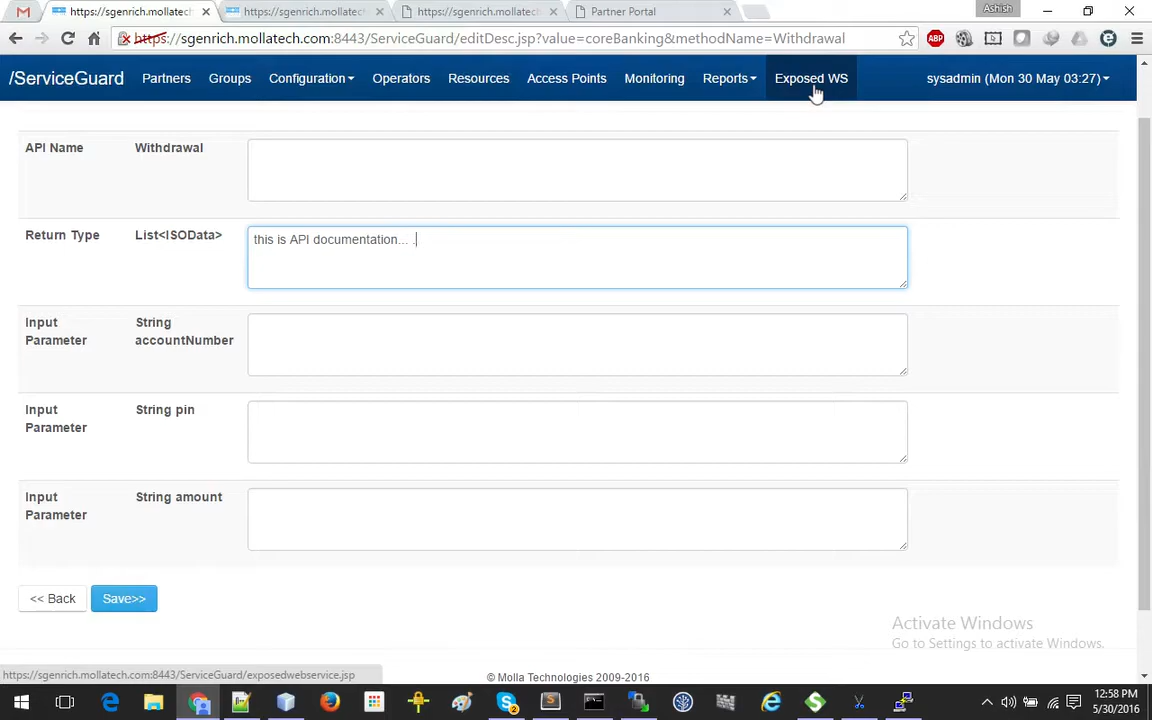 https://sgenrich.mollatech
https://sgenrich.mollatech
https://sgenrich.mollatech
Partner Portal
Ashish
https://sgenrich.mollatech.com:8443/ServiceGuard/editDesc.jsp?value=coreBanking&methodName=Withdrawal
ABP
/ServiceGuard
Partners
Groups
Configuration
Operators
Resources
Access Points
Monitoring
Reports
Exposed WS
sysadmin (Mon 30 May 03:27)
API Name
Withdrawal
Return Type
List<ISOData>
this is API documentation... .
Input
Parameter
String
accountNumber
Input
Parameter
String pin
Input
Parameter
String amount
<< Back
Save>>
Activate Windows
Go to Settings to activate Windows.
https://sgenrich.mollatech.com:8443/ServiceGuard/exposedwebservice.jsp
© Molla Technologies 2009-2016
12:58 PM
5/30/2016